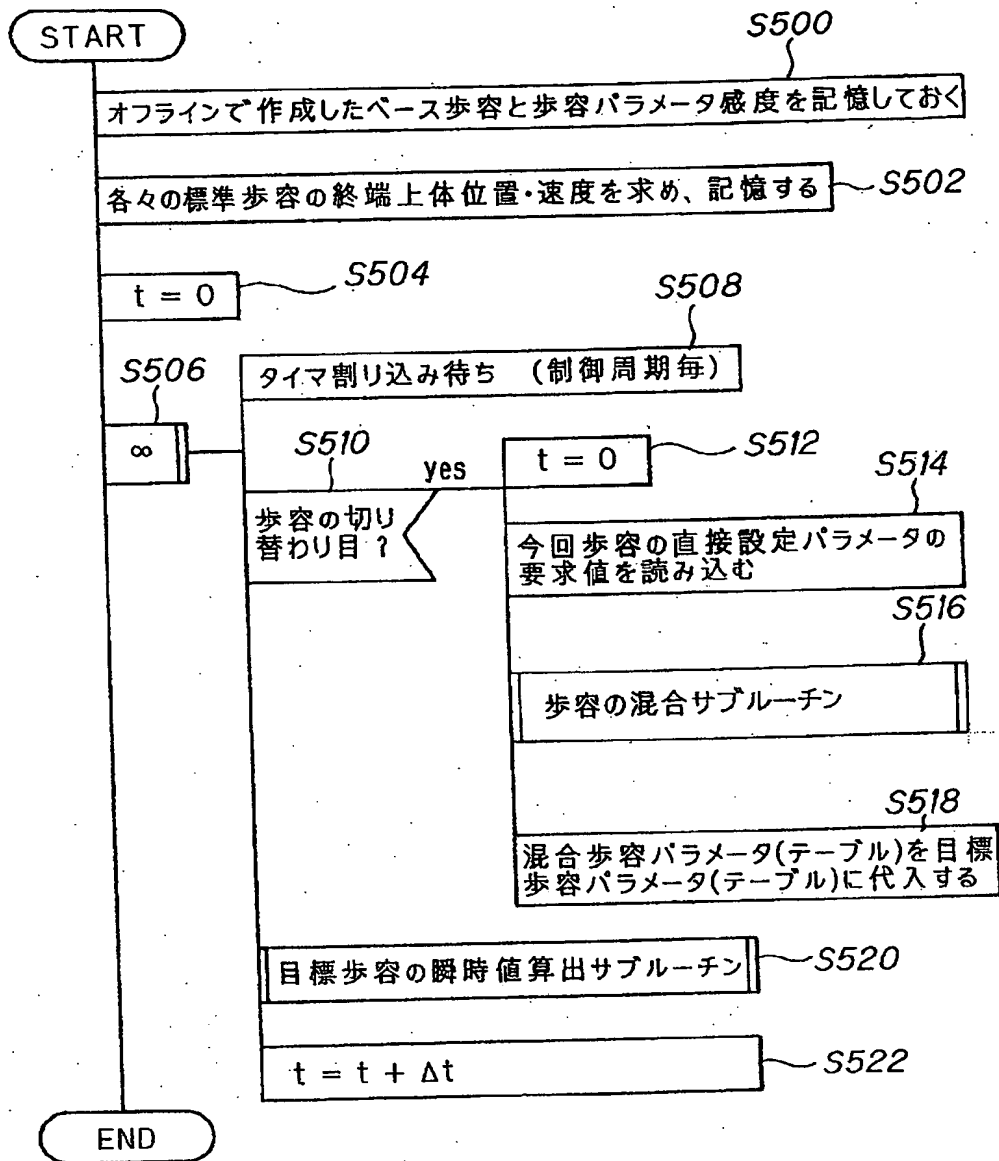 START
S500
オフラインで作成したベース歩容と歩容パラメータ感度を記憶しておく
各々の標準歩容の終端上体位置・速度を求め、記憶する
S502
t = 0
S504
S506
∞
S508
タイマ割り込み待ち (制御周期毎)
S510
歩容の切り
替わり目?
yes
t = 0
S512
S514
今回歩容の直接設定パラメータの
要求値を読み込む
S516
歩容の混合サブルーチン
S518
混合歩容パラメータ(テーブル)を目標
歩容パラメータ(テーブル)に代入する
目標歩容の瞬時値算出サブルーチン
S520
t = t + Δt
S522
END